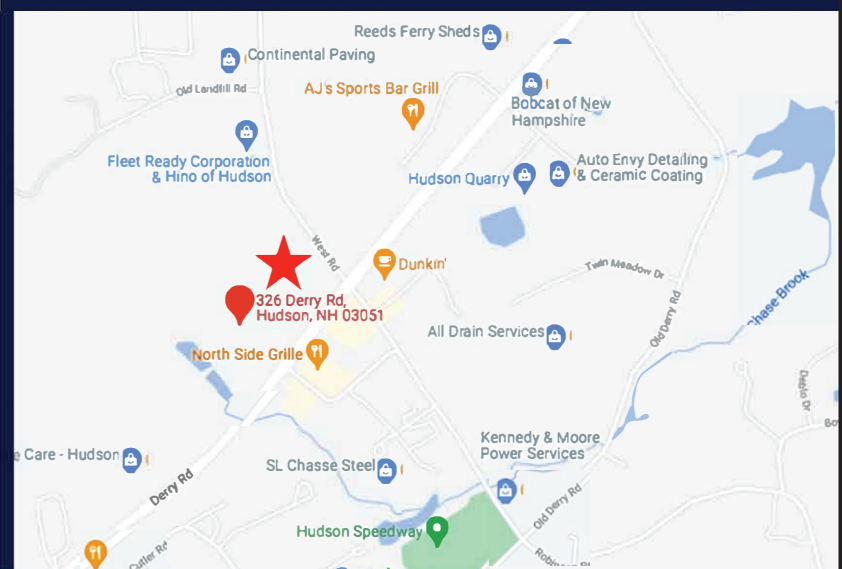 Reeds Ferry Sheds
Continental Paving
Old Landfill Rd
AJ's Sports Bar Grill
Bobcat of New
Hampshire
Fleet Ready Corporation
& Hino of Hudson
Hudson Quarry
Auto Envy Detailing
& Ceramic Coating
West Rd
Dunkin'
Twin Meadow Dr
326 Derry Rd,
Hudson, NH 03051
All Drain Services
Old Derry Rd
Chase Brook
North Side Grille
e Care - Hudson
Derry Rd
SL Chasse Steel
Kennedy & Moore
Power Services
Old Derry Rd
Hudson Speedway
Cutler Rd